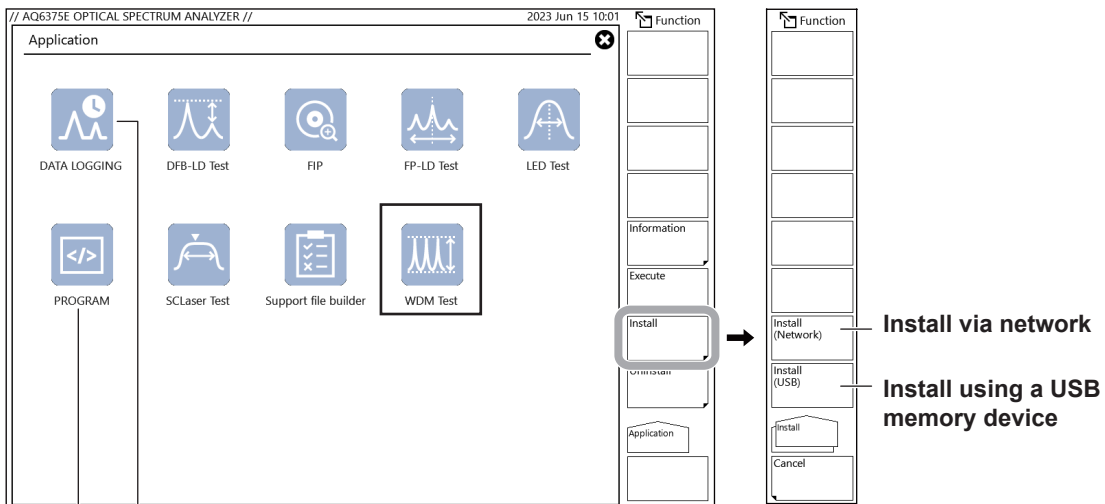 // AQ6375E OPTICAL SPECTRUM ANALYZER // 2023 Jun 15 10:01
Application
DATA LOGGING
DFB-LD Test
FIP
FP-LD Test
LED Test
PROGRAM
SCLaser Test
Support file builder
WDM Test
Function
Information
Execute
Install
Uninstall
Application
Function
Install
(Network)
Install
(USB)
Install
Cancel
Install via network
Install using a USB
memory device